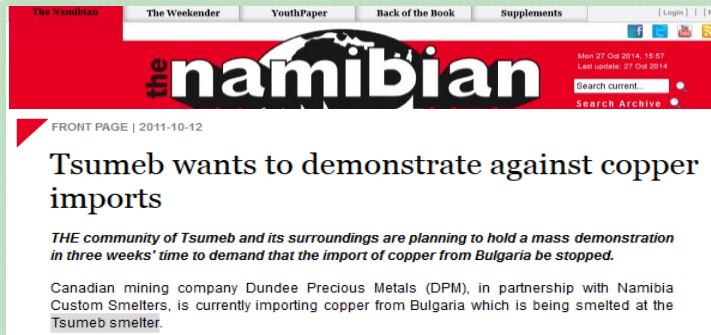 The Namibian The Weekender YouthPaper Back of the Book Supplements [ Login ] |
the namibian
Mon 27 Oct 2014, 15:57
Last update: 27 Oct 2014
Search current...
Search Archive
FRONT PAGE | 2011-10-12
Tsumeb wants to demonstrate against copper
imports
THE community of Tsumeb and its surroundings are planning to hold a mass demonstration
in three weeks' time to demand that the import of copper from Bulgaria be stopped.
Canadian mining company Dundee Precious Metals (DPM), in partnership with Namibia
Custom Smelters, is currently importing copper from Bulgaria which is being smelted at the
Tsumeb smelter.